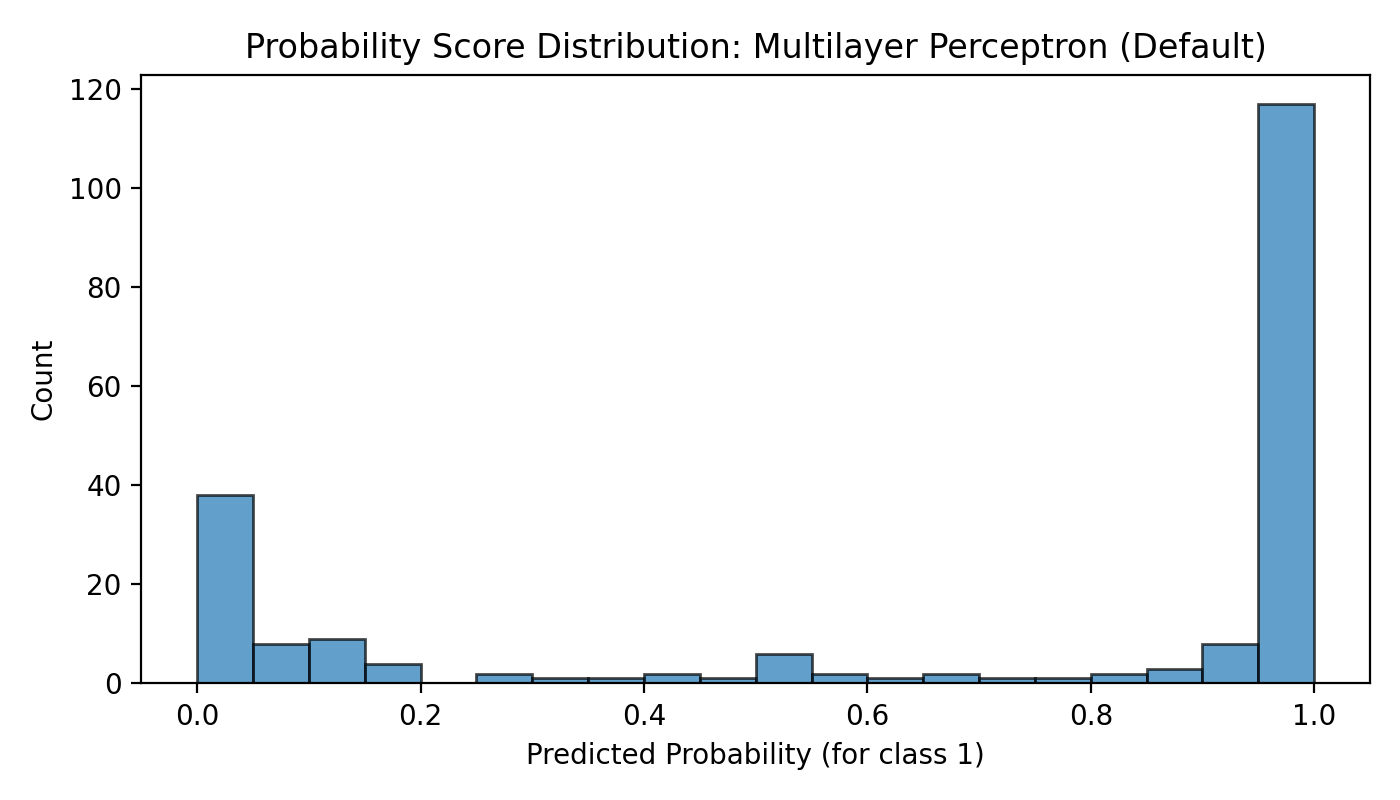 Probability Score Distribution: Multilayer Perceptron (Default)
120
100
80
60
40
20
0
Count
0.0 0.2 0.4 0.6 0.8 1.0
Predicted Probability (for class 1)